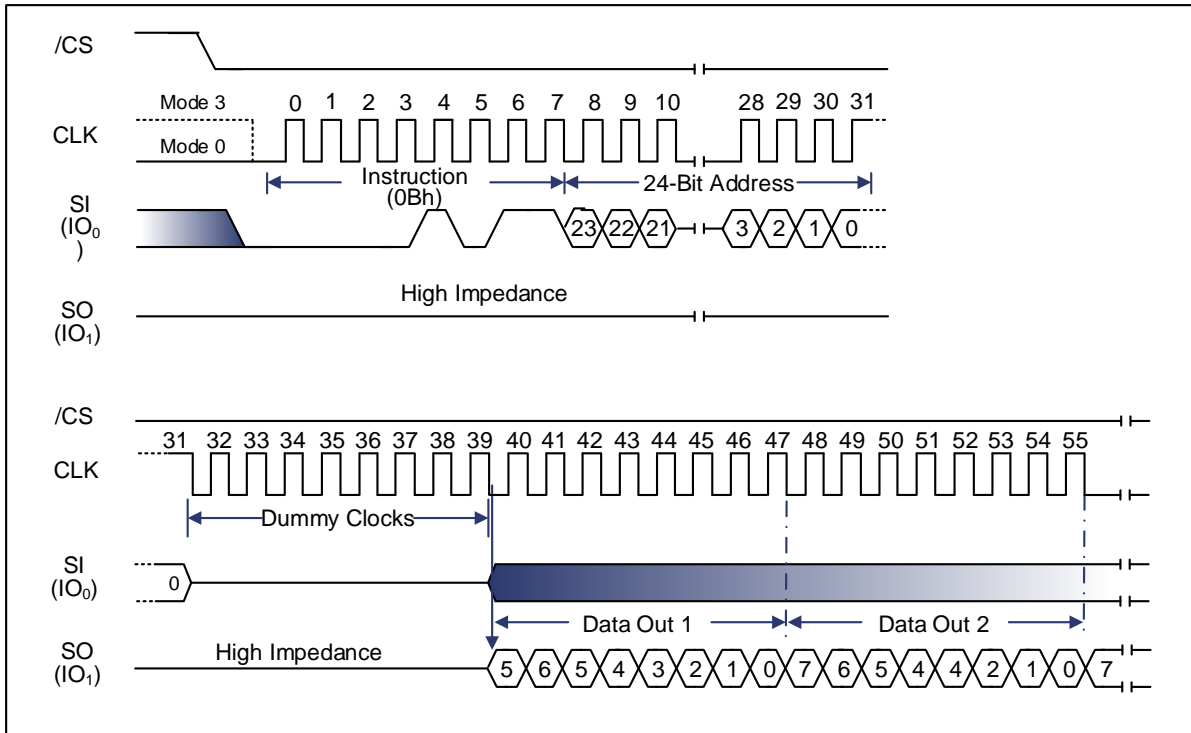 /CS
Mode 3
0 1 2 3 4 5 6 7 8 9 10 28 29 30 31
CLK
Mode 0
Instruction
(0Bh)
24-Bit Address
SI
(IO0
)
23 22 21 3 2 1 0
High Impedance
SO
(IO1)
/CS
31 32 33 34 35 36 37 38 39 40 41 42 43 44 45 46 47 48 49 50 51 52 53 54 55
CLK
Dummy Clocks
SI
(IO0)
0
Data Out 1
Data Out 2
SO
(IO1)
High Impedance
5 6 5 4 3 2 1 0 7 6 5 4 4 2 1 0 7